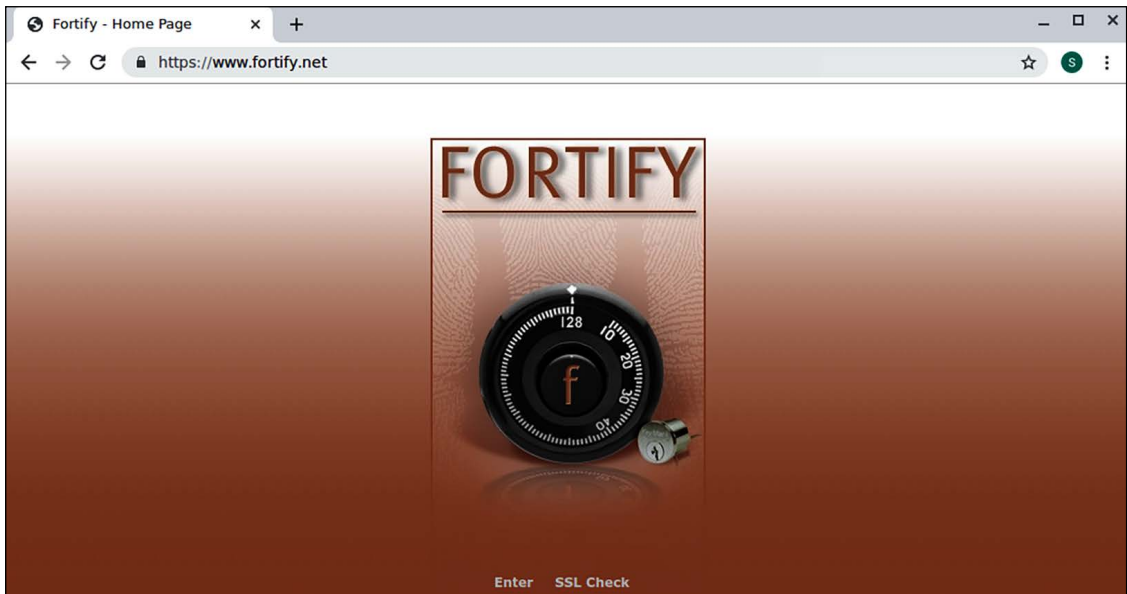 Fortify - Home Page
https://www.fortify.net
S
FORTIFY
128
10
20
30
40
f
Enter SSL Check